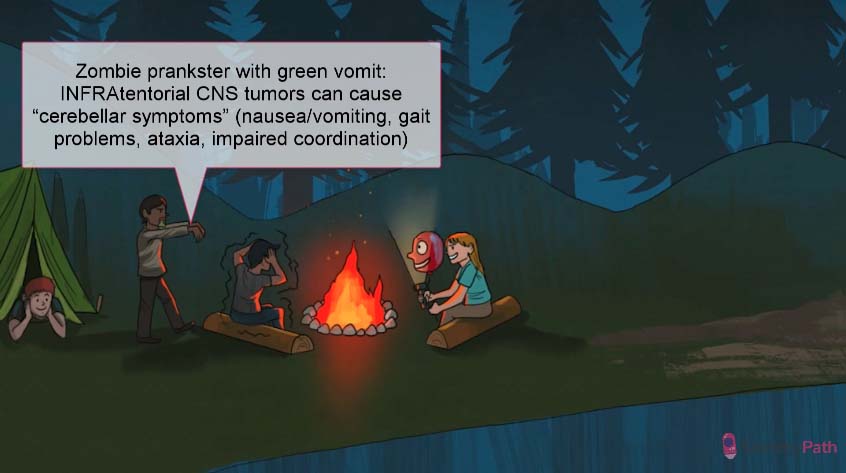 Zombie prankster with green vomit:
INFRAtentorial CNS tumors can cause
“cerebellar symptoms” (nausea/vomiting, gait
problems, ataxia, impaired coordination)
Path